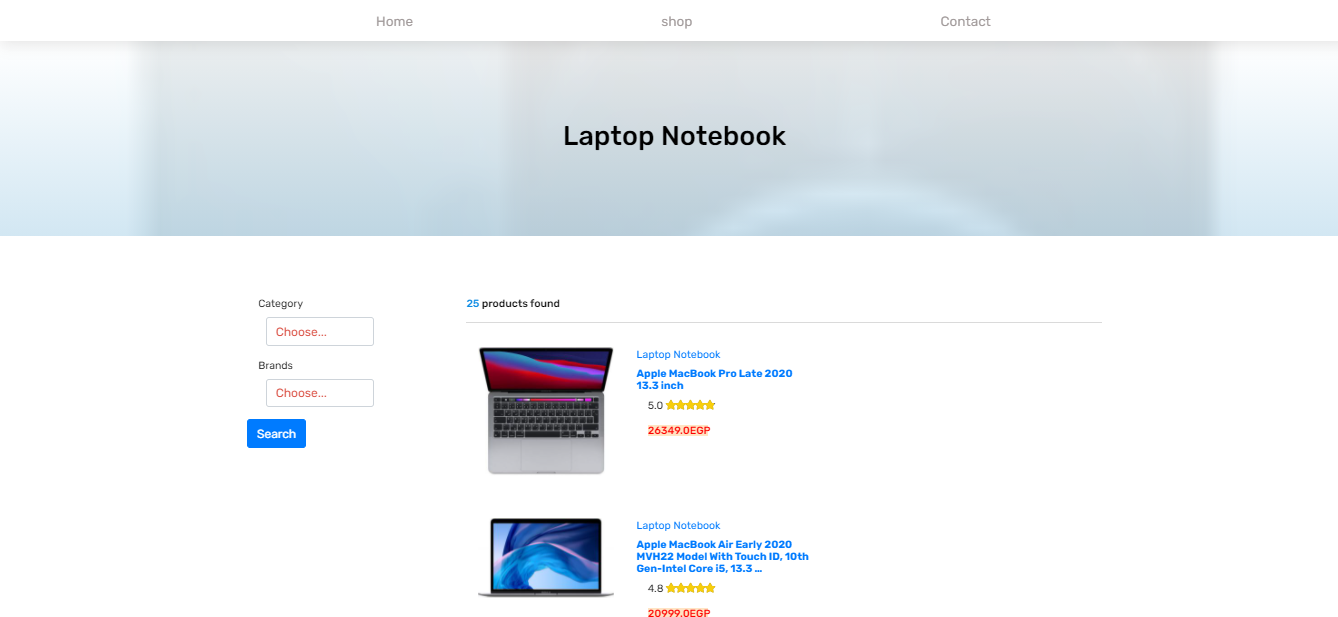 Home
shop
Contact
Laptop Notebook
Category
Choose...
Brands
Choose...
Search
25 products found
Laptop Notebook
Apple MacBook Pro Late 2020
13.3 inch
5.0
26349.0EGP
Laptop Notebook
Apple MacBook Air Early 2020
MVH22 Model With Touch ID, 10th
Gen-Intel Core i5, 13.3 ...
4.8
20999.0EGP